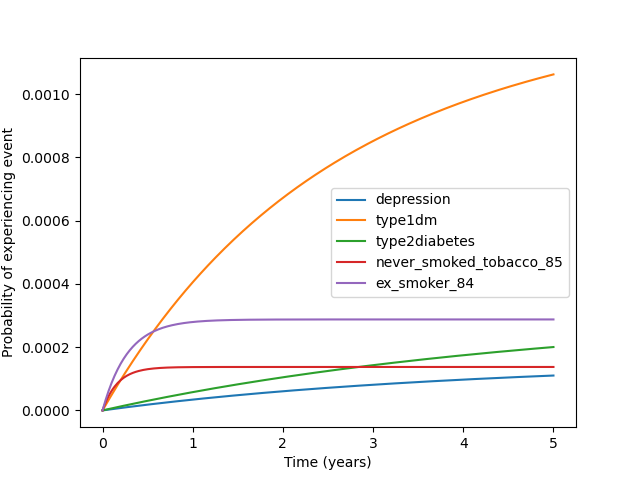 Probability of experiencing event
0.0010
0.0008
0.0006
0.0004
0.0002
0.0000
depression
type1dm
type2diabetes
never_smoked_tobacco_85
ex_smoker_84
0 1 2 3 4 5
Time (years)